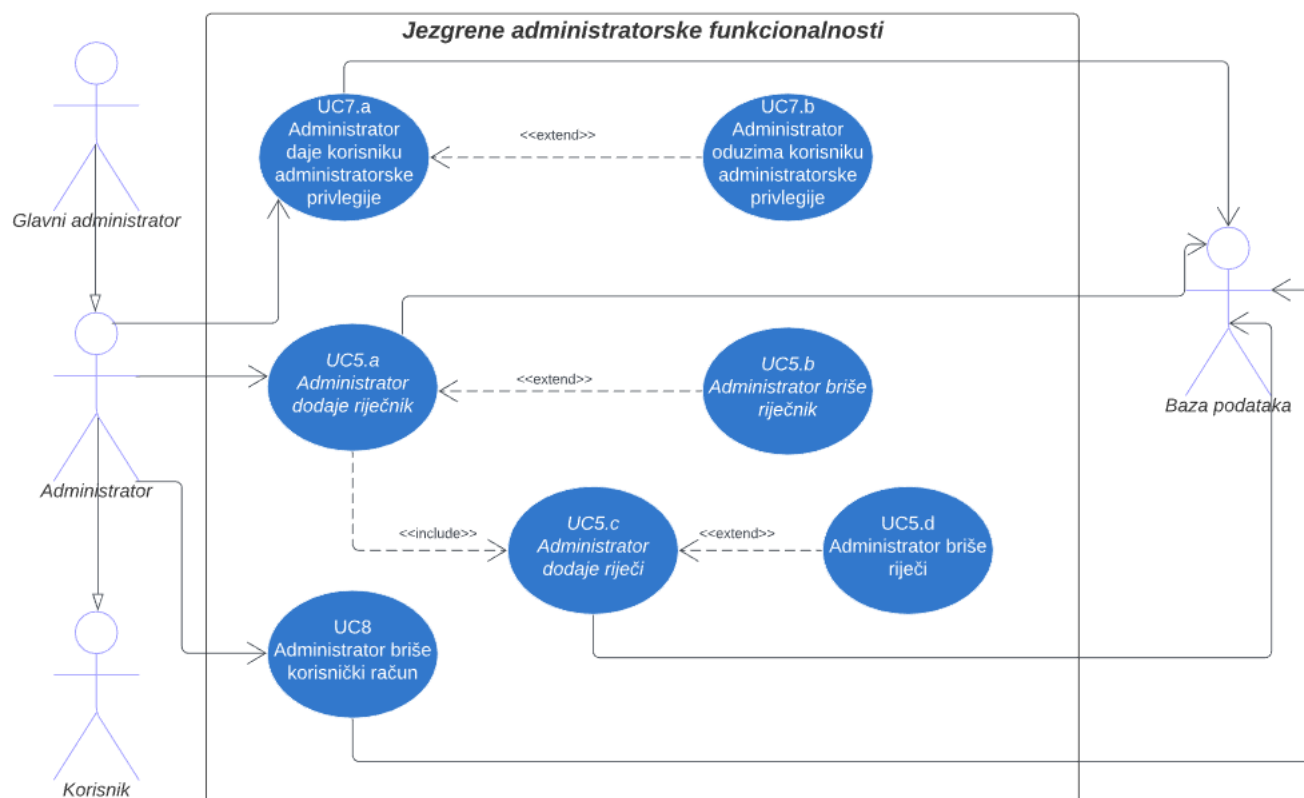 Jezgrene administratorske funkcionalnosti
Glavni administrator
UC7.a
Administrator
daje korisniku
administratorske
privlegije
<<extend>>
UC7.b
Administrator
oduzima korisniku
administratorske
privlegije
Administrator
UC5.a
Administrator
dodaje riječnik
<<extend>>
UC5.b
Administrator briše
riječnik
Baza podataka
<<include>>
UC5.c
Administrator
dodaje riječi
<<extend>>
UC5.d
Administrator briše
riječi
UC8
Administrator briše
korisnički račun
Korisnik